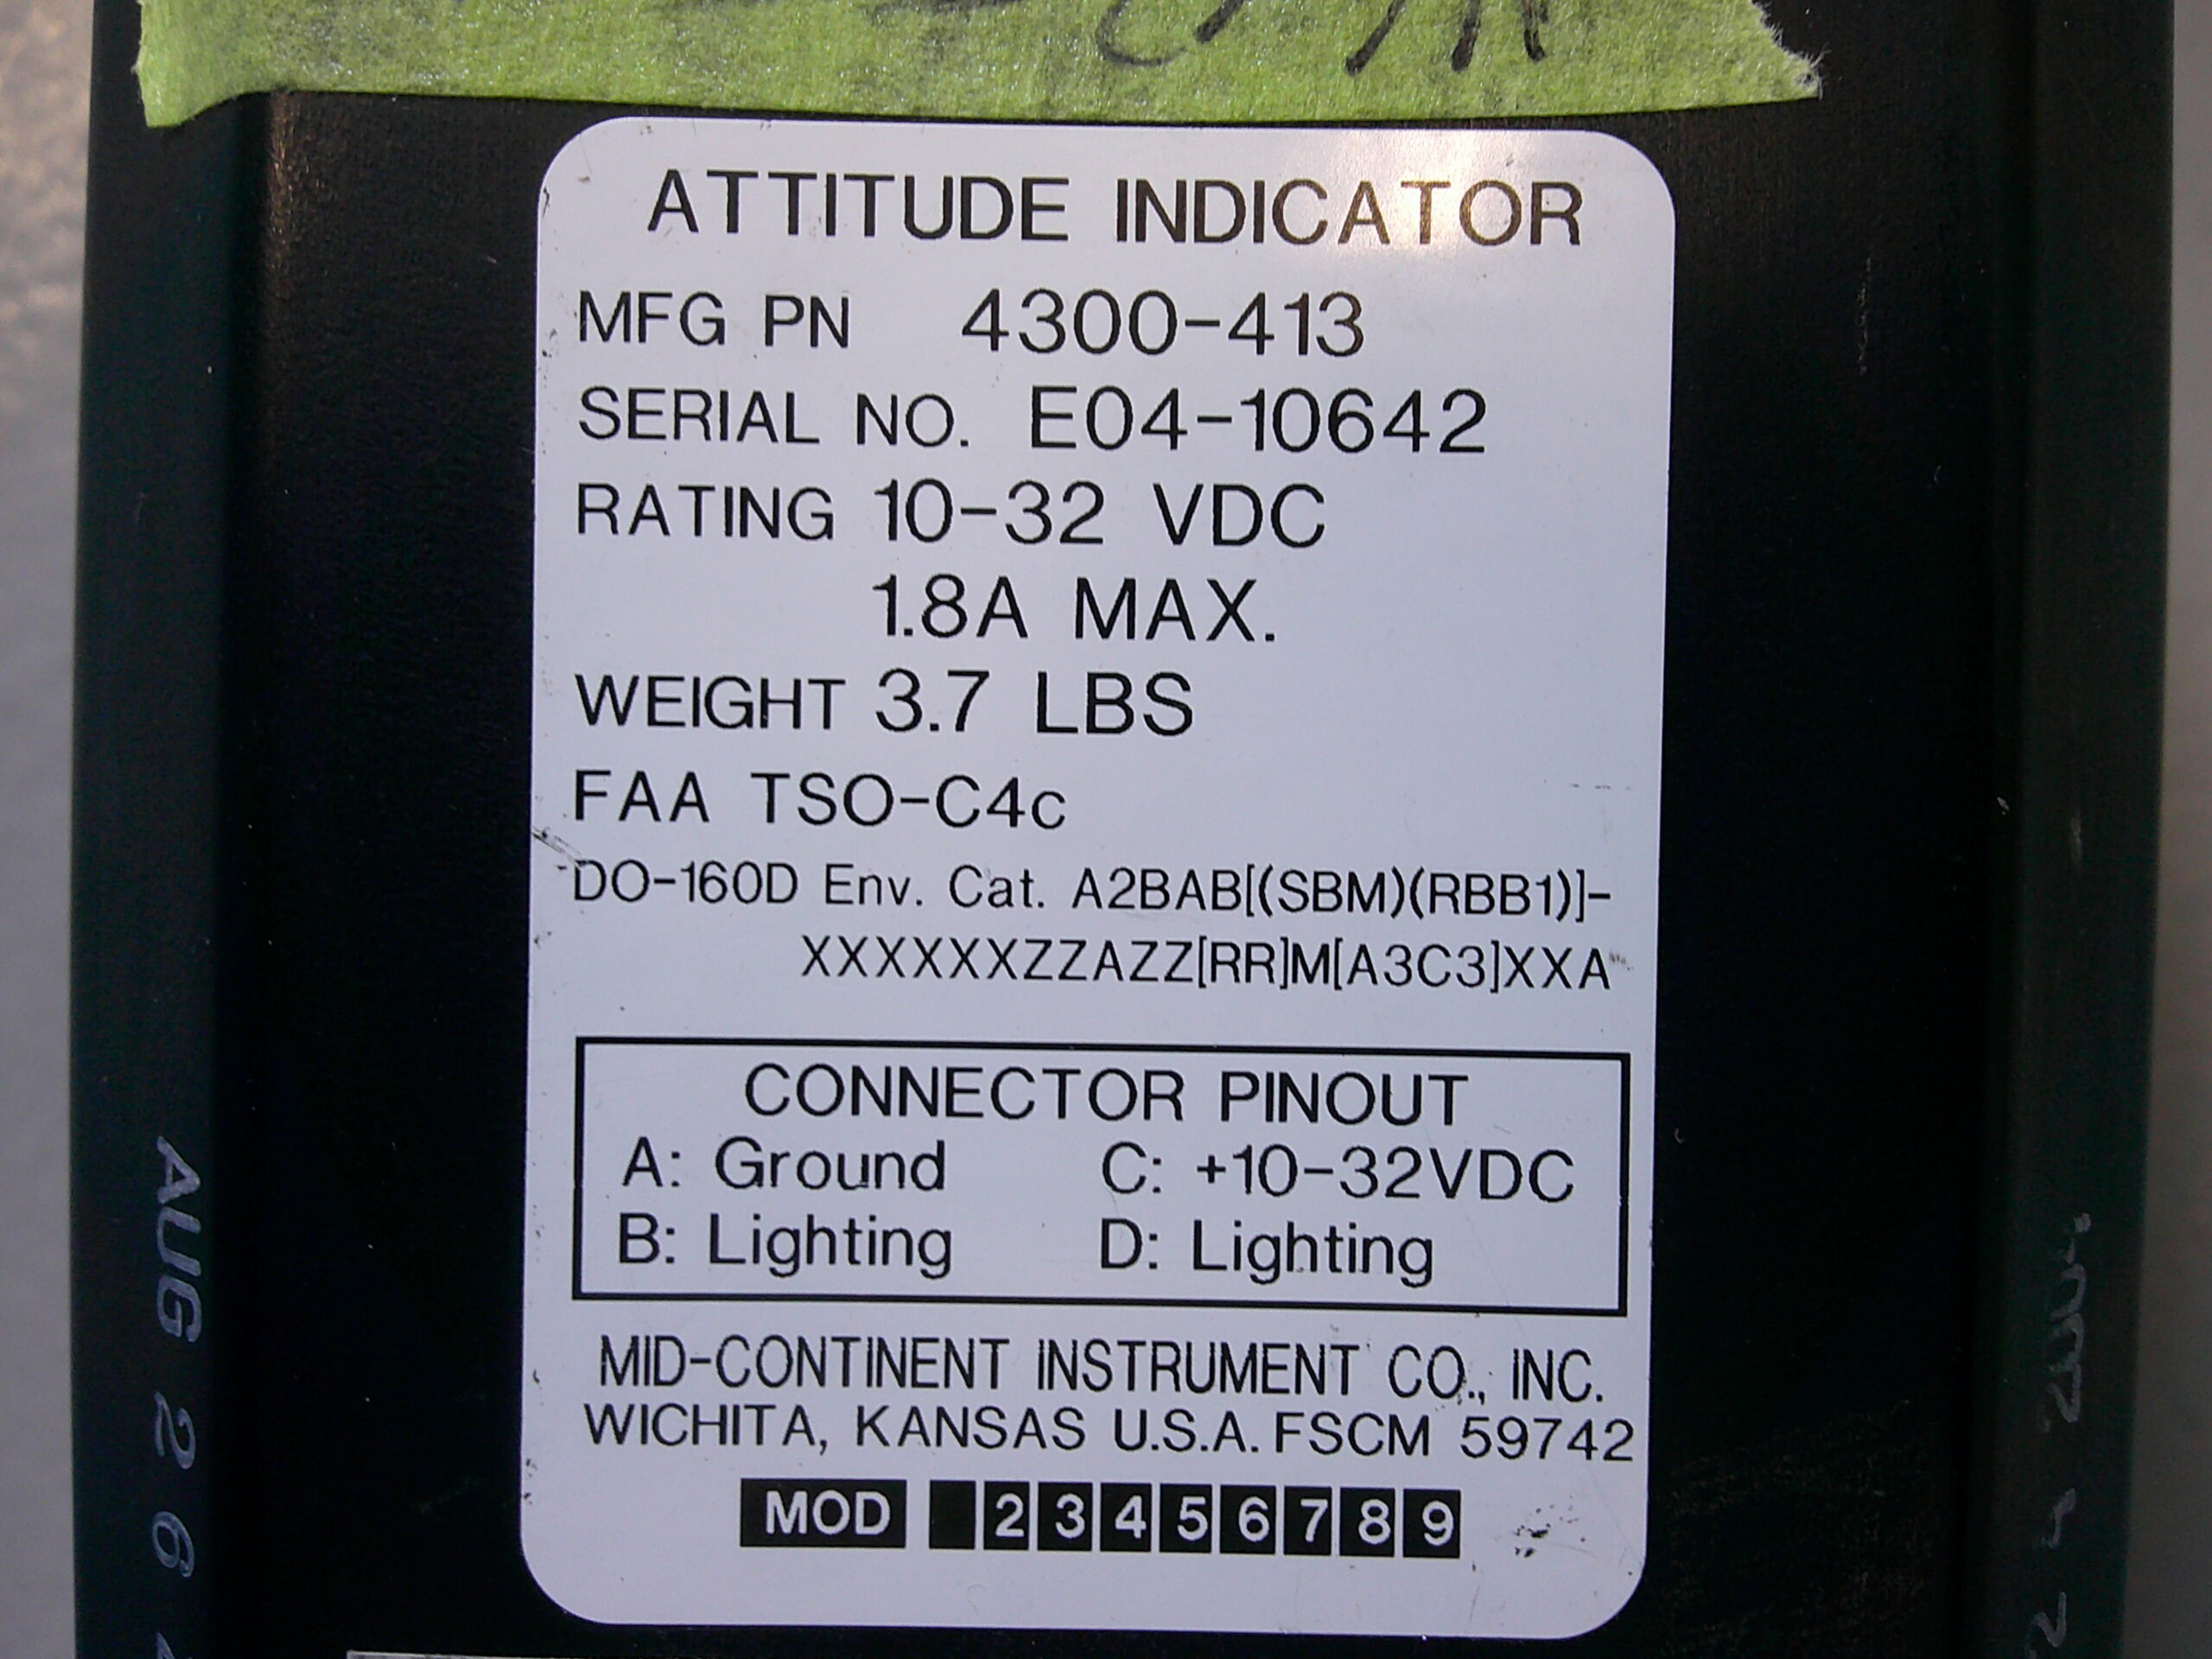 ATTITUDE INDICATOR
MFG PN 4300-413
SERIAL NO. E04-10642
RATING 10-32 VDC
1.8A MAX.
WEIGHT 3.7 LBS
FAA TSO-C4c
DO-160D Env. Cat. A2BAB[(SBM)(RBB1)]-
XXXXXXZZAZZ[RR]M[A3C3]XXA
CONNECTOR PINOUT
A: Ground C: +10-32VDC
B: Lighting D: Lighting
MID-CONTINENT INSTRUMENT CO., INC.
WICHITA, KANSAS U.S.A. FSCM 59742
MOD 2 3 4 5 6 7 8 9
AUG 26